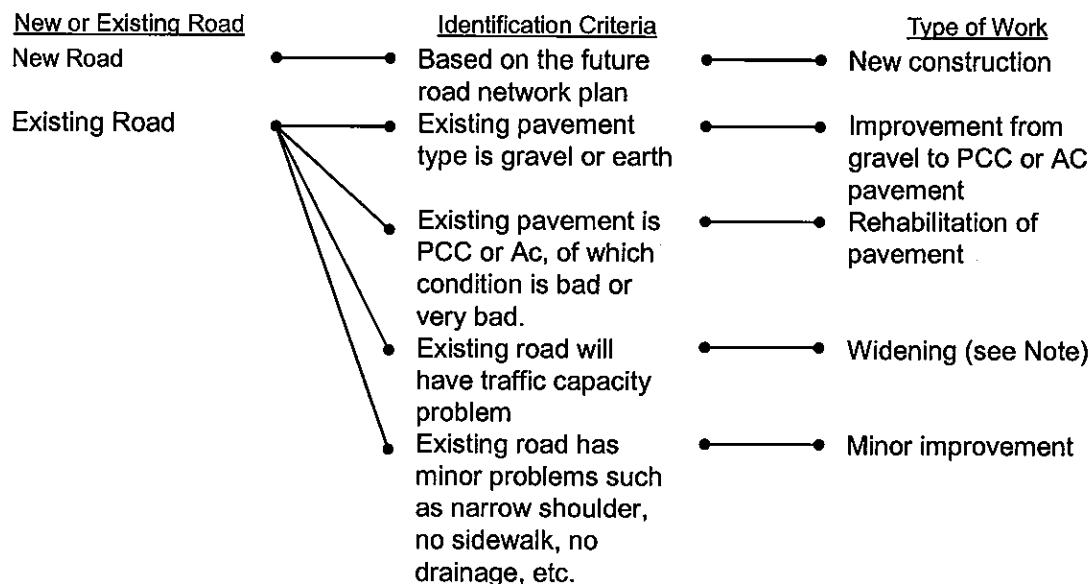 New or Existing Road
Identification Criteria
Type of Work
New Road
Based on the future
road network plan
New construction
Existing Road
Existing pavement
type is gravel or earth
Improvement from
gravel to PCC or AC
pavement
Existing pavement is
PCC or Ac, of which
condition is bad or
very bad.
Rehabilitation of
pavement
Existing road will
have traffic capacity
problem
Widening (see Note)
Existing road has
minor problems such
as narrow shoulder,
no sidewalk, no
drainage, etc.
Minor improvement